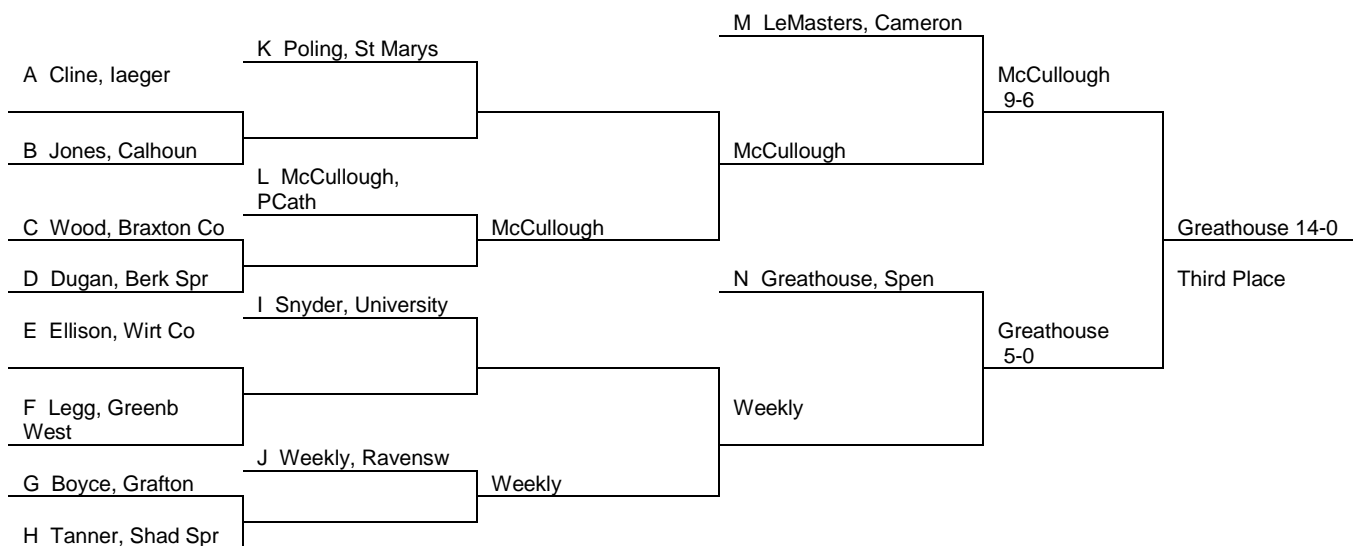 M LeMasters, Cameron
K Poling, St Marys
A Cline, Iaeger
McCullough
9-6
B Jones, Calhoun
McCullough
L McCullough,
PCath
C Wood, Braxton Co
McCullough
Greathouse 14-0
D Dugan, Berk Spr
N Greathouse, Spen
Third Place
I Snyder, University
E Ellison, Wirt Co
Greathouse
5-0
F Legg, Greenb
West
Weekly
J Weekly, Ravensw
G Boyce, Grafton
Weekly
H Tanner, Shad Spr